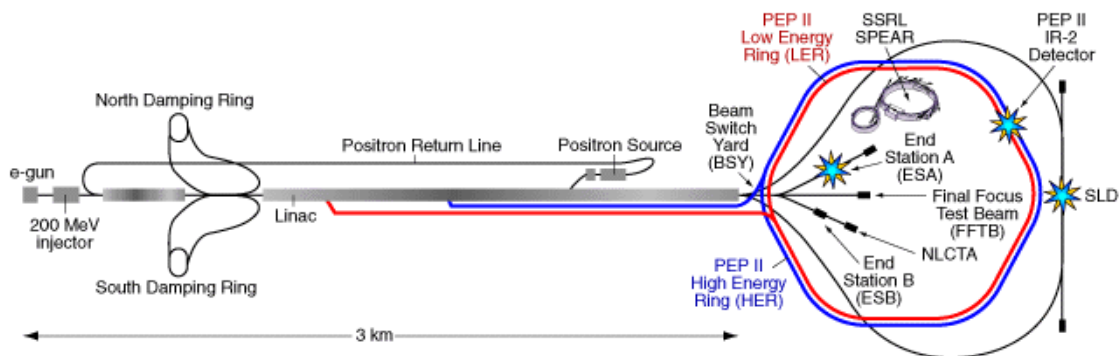 PEP II
Low Energy
Ring (LER)
SSRL
SPEAR
PEP II
IR-2
Detector
North Damping Ring
Beam
Switch
Yard
(BSY)
Positron Return Line
Positron Source
End
Station A
(ESA)
e-gun
Linac
Final Focus
Test Beam
(FFTB)
SLD
200 MeV
injector
NLCTA
South Damping Ring
PEP II
High Energy
Ring (HER)
End
Station B
(ESB)
3 km